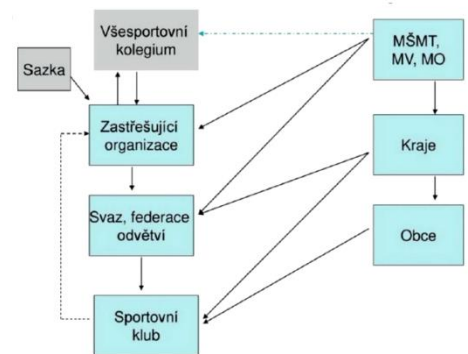 Všesportovní
kolegium
MŠMT,
MV, MO
Sazka
Zastřešující
organizace
Kraje
Svaz, federace
odvětví
Obce
Sportovní
klub